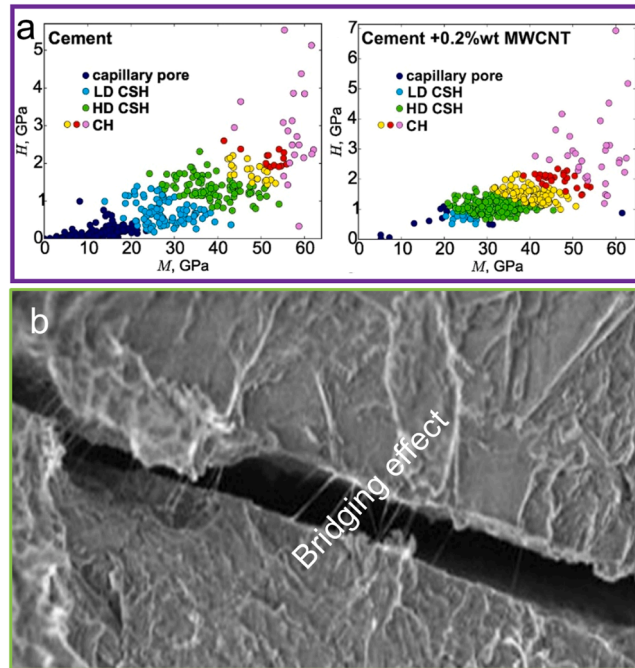 a
Cement
capillary pore
LD CSH
HD CSH
CH
H, GPa
5
4
3
2
1
0
0 10 20 30 40 50 60
M, GPa
Cement +0.2%wt MWCNT
capillary pore
LD CSH
HD CSH
CH
H, GPa
7
6
5
4
3
2
1
0
0 10 20 30 40 50 60
M, GPa
b
Bridging effect